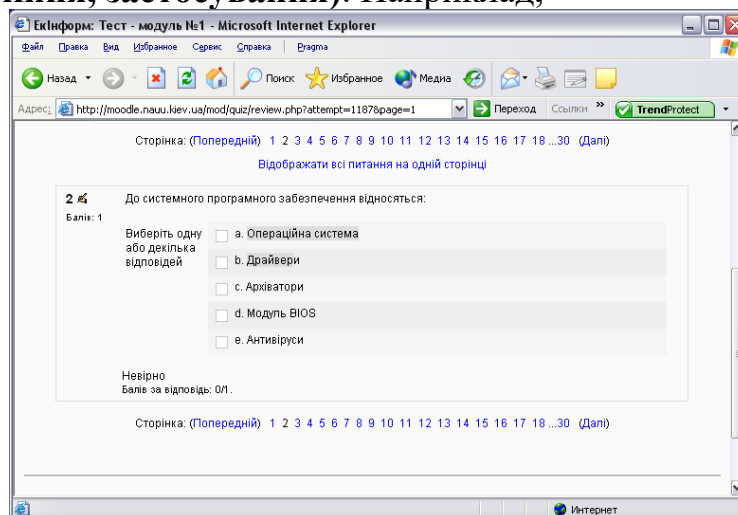 ення, застосування). Наприклад,
ЕкІнформ: Тест - модуль №1 - Microsoft Internet Explorer
Файл Правка Вид Избранное Сервис Справка Pragma
Назад Поиск Избранное Медиа
Адрес: http://moodle.nauu.kiev.ua/mod/quiz/review.php?attempt=1187&page=1 Переход Ссылки » TrendProtect
Сторінка: (Попередній) 1 2 3 4 5 6 7 8 9 10 11 12 13 14 15 16 17 18 ...30 (Далі)
Відображати всі питання на одній сторінці
2 До системного програмного забезпечення відносяться:
Балів: 1
Виберіть одну або декілька відповідей
a. Операційна система
b. Драйвери
c. Архіватори
d. Модуль BIOS
e. Антивіруси
Невірно
Балів за відповідь: 0/1.
Сторінка: (Попередній) 1 2 3 4 5 6 7 8 9 10 11 12 13 14 15 16 17 18 ...30 (Далі)
Интернет